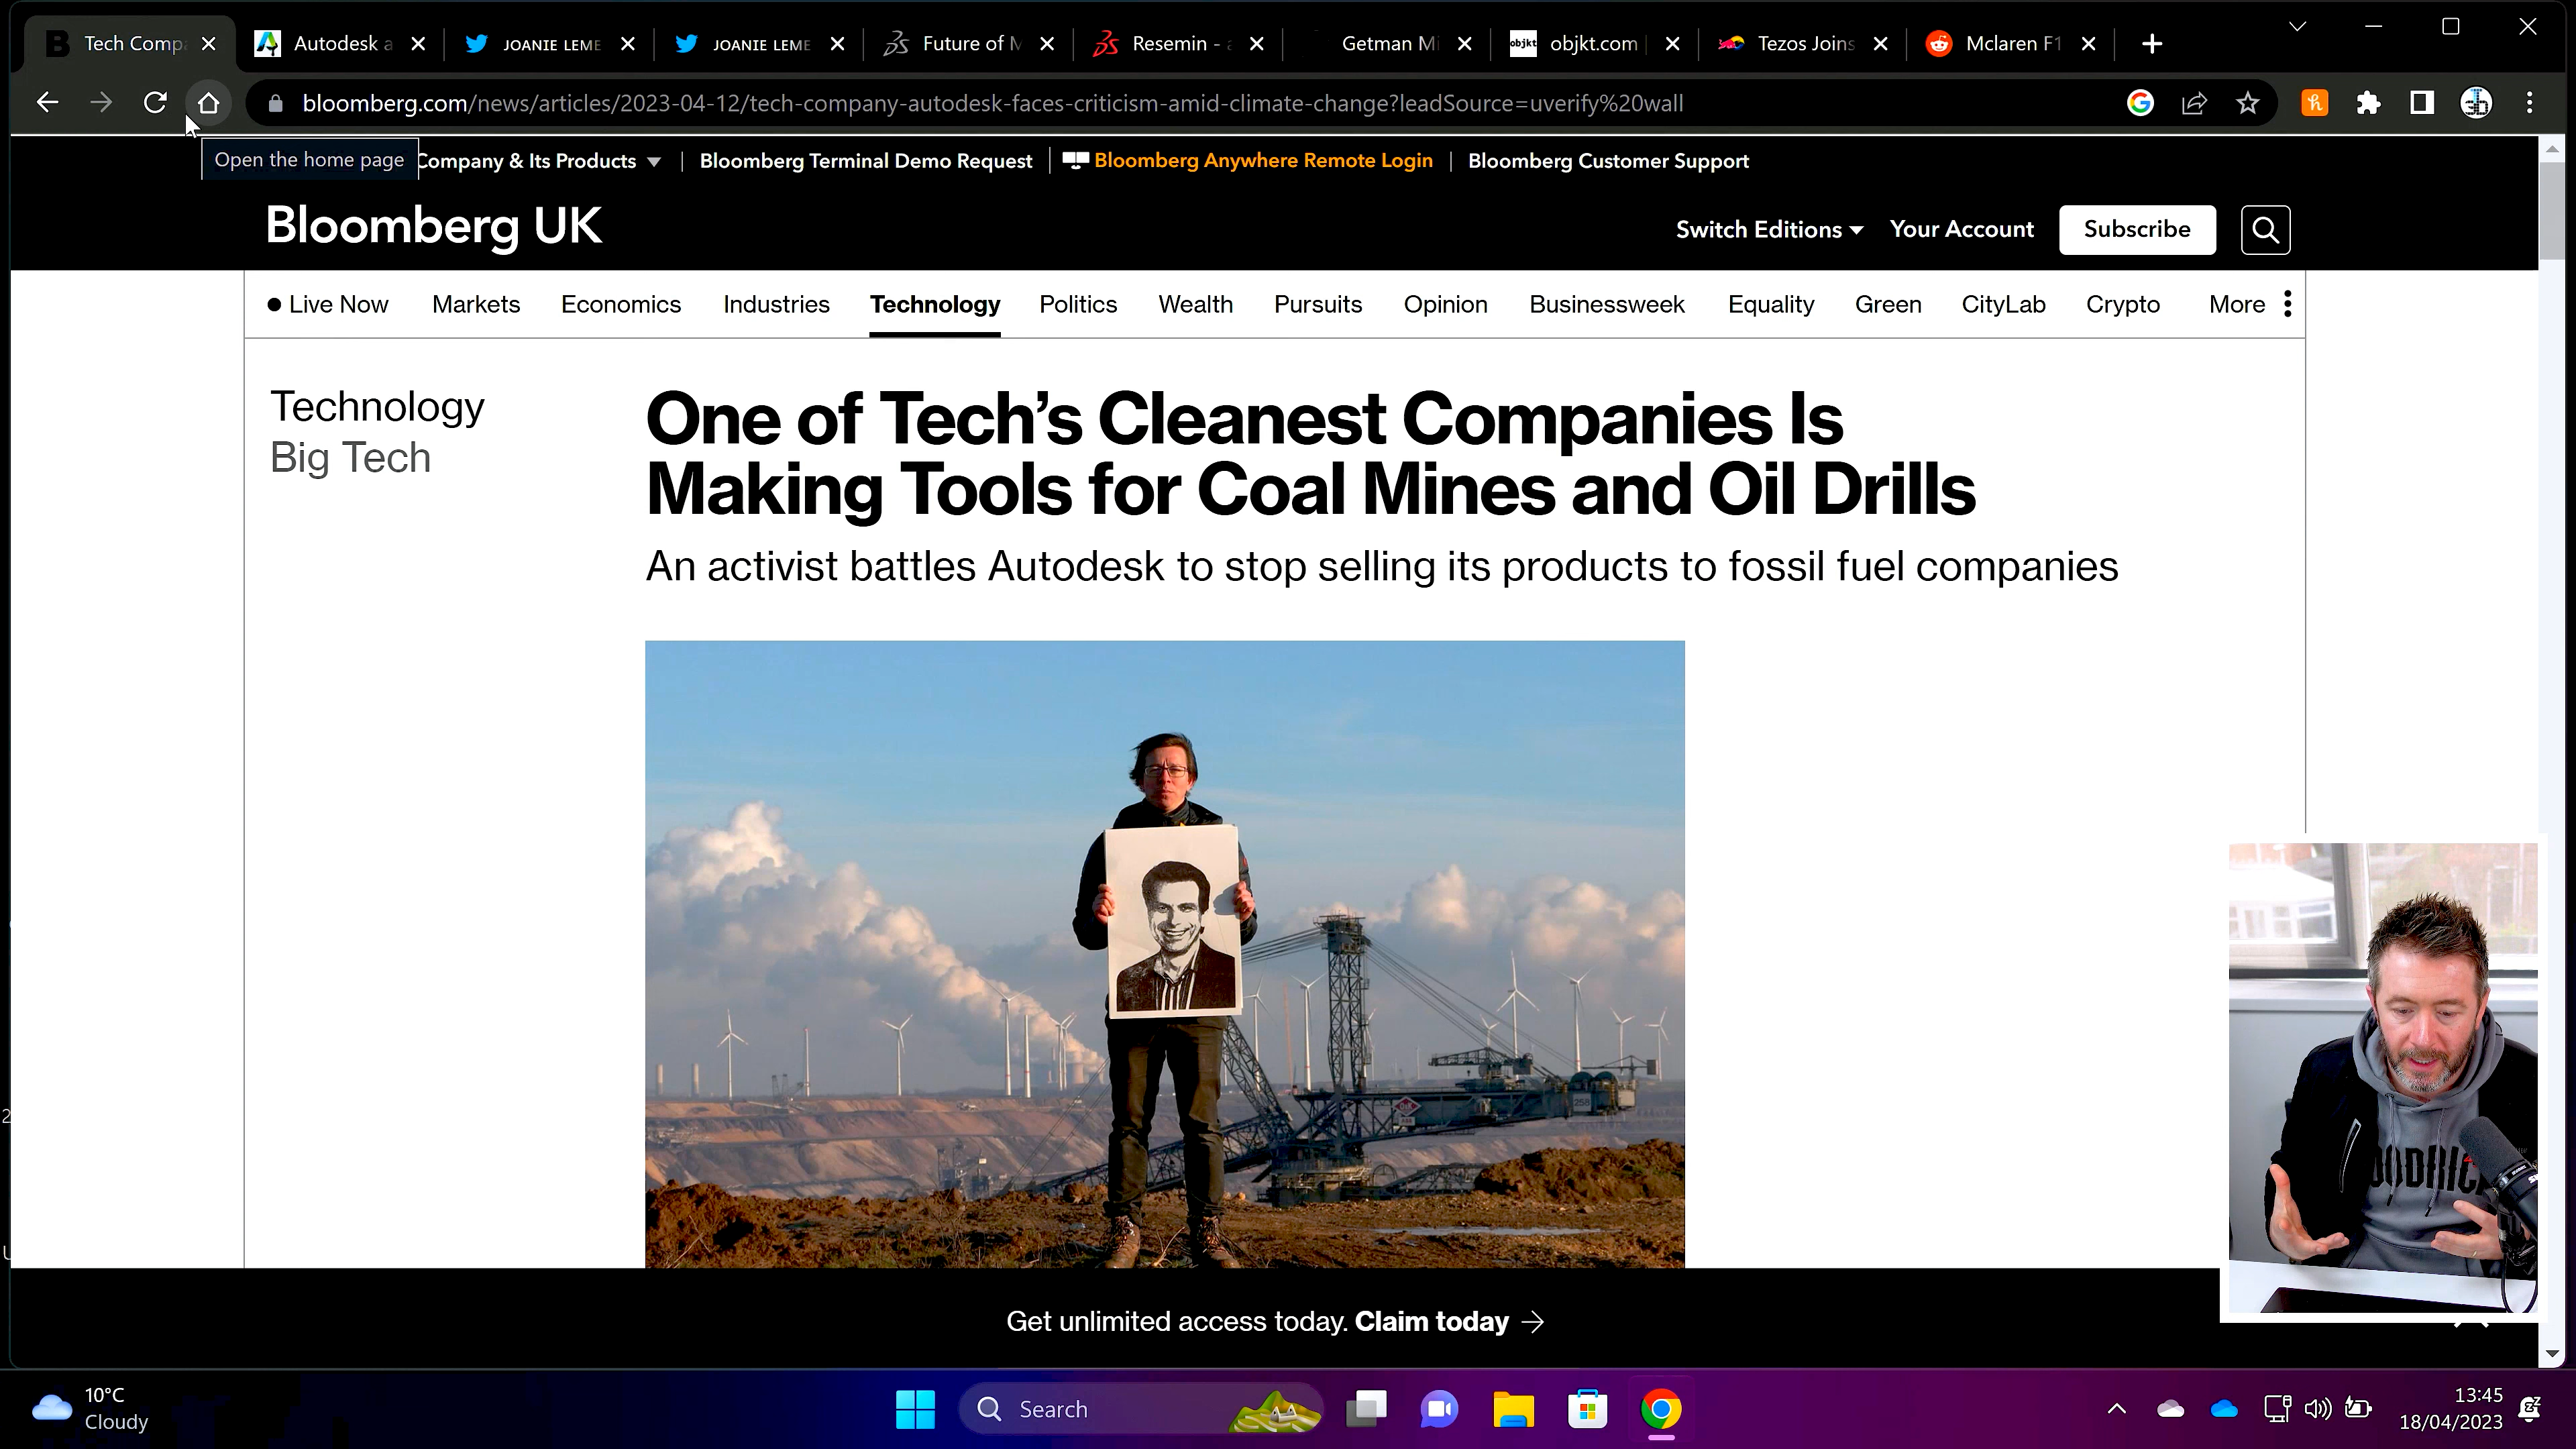 Tech Comp
Autodesk a
JOANIE LEME
JOANIE LEME
Future of M
Resemin - a
Getman Mi
objkt
objkt.com |
Tezos Joins
Mclaren F1
bloomberg.com/news/articles/2023-04-12/tech-company-autodesk-faces-criticism-amid-climate-change?leadSource=uverify%20wall
Open the home page
Company & Its Products
Bloomberg Terminal Demo Request
Bloomberg Anywhere Remote Login
Bloomberg Customer Support
Bloomberg UK
Switch Editions
Your Account
Subscribe
Live Now
Markets
Economics
Industries
Technology
Politics
Wealth
Pursuits
Opinion
Businessweek
Equality
Green
CityLab
Crypto
More
Technology
Big Tech
One of Tech’s Cleanest Companies Is
Making Tools for Coal Mines and Oil Drills
An activist battles Autodesk to stop selling its products to fossil fuel companies
258
Get unlimited access today. Claim today →
10°C
Cloudy
Search
13:45
18/04/2023